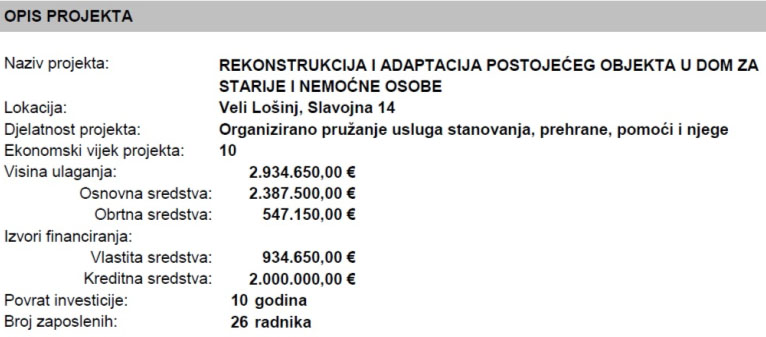 OPIS PROJEKTA
Naziv projekta: REKONSTRUKCIJA I ADAPTACIJA POSTOJEĆEG OBJEKTA U DOM ZA
STARIJE I NEMOĆNE OSOBE
Lokacija: Veli Lošinj, Slavojna 14
Djelatnost projekta: Organizirano pružanje usluga stanovanja, prehrane, pomoći i njege
Ekonomski vijek projekta: 10
Visina ulaganja: 2.934.650,00 €
Osnovna sredstva: 2.387.500,00 €
Obrtna sredstva: 547.150,00 €
Izvori financiranja:
Vlastita sredstva: 934.650,00 €
Kreditna sredstva: 2.000.000,00 €
Povrat investicije: 10 godina
Broj zaposlenih: 26 radnika